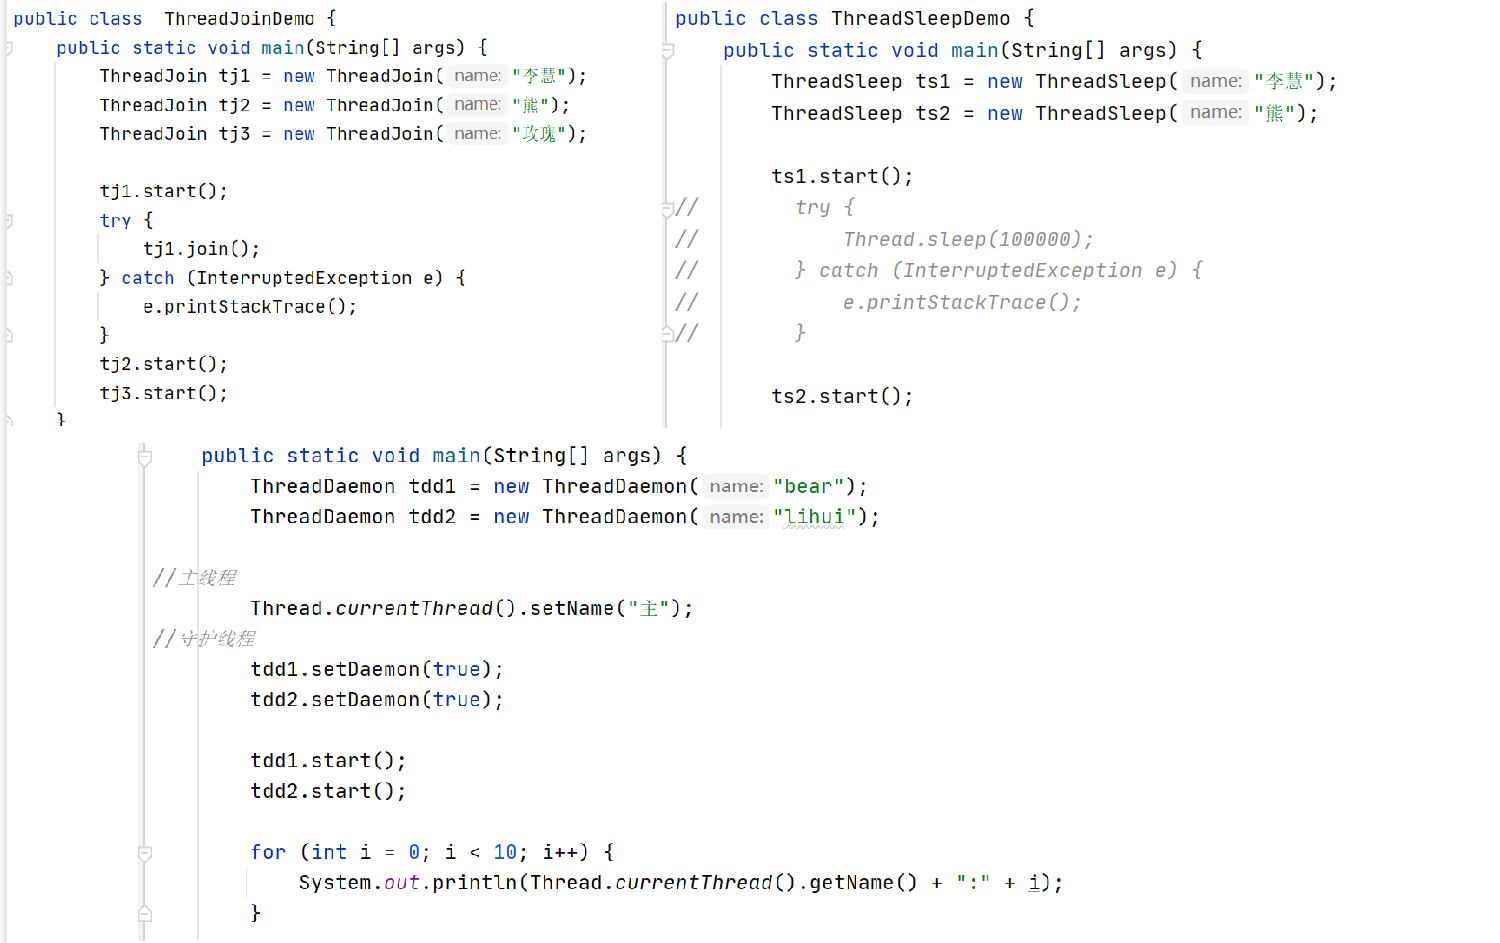 public class  ThreadJoinDemo {
    public static void main(String[] args) {
        ThreadJoin tj1 = new ThreadJoin( name: "李慧");
        ThreadJoin tj2 = new ThreadJoin( name: "熊");
        ThreadJoin tj3 = new ThreadJoin( name: "玫瑰");
        tj1.start();
        try {
            tj1.join();
        } catch (InterruptedException e) {
            e.printStackTrace();
        }
        tj2.start();
        tj3.start();
    }
public class ThreadSleepDemo {
    public static void main(String[] args) {
        ThreadSleep ts1 = new ThreadSleep( name: "李慧");
        ThreadSleep ts2 = new ThreadSleep( name: "熊");
        ts1.start();
//        try {
//            Thread.sleep(100000);
//        } catch (InterruptedException e) {
//            e.printStackTrace();
//        }
        ts2.start();
    public static void main(String[] args) {
        ThreadDaemon tdd1 = new ThreadDaemon( name: "bear");
        ThreadDaemon tdd2 = new ThreadDaemon( name: "lihui");
//主线程
        Thread.currentThread().setName("主");
//守护线程
        tdd1.setDaemon(true);
        tdd2.setDaemon(true);
        tdd1.start();
        tdd2.start();
        for (int i = 0; i < 10; i++) {
            System.out.println(Thread.currentThread().getName() + ":" + i);
        }